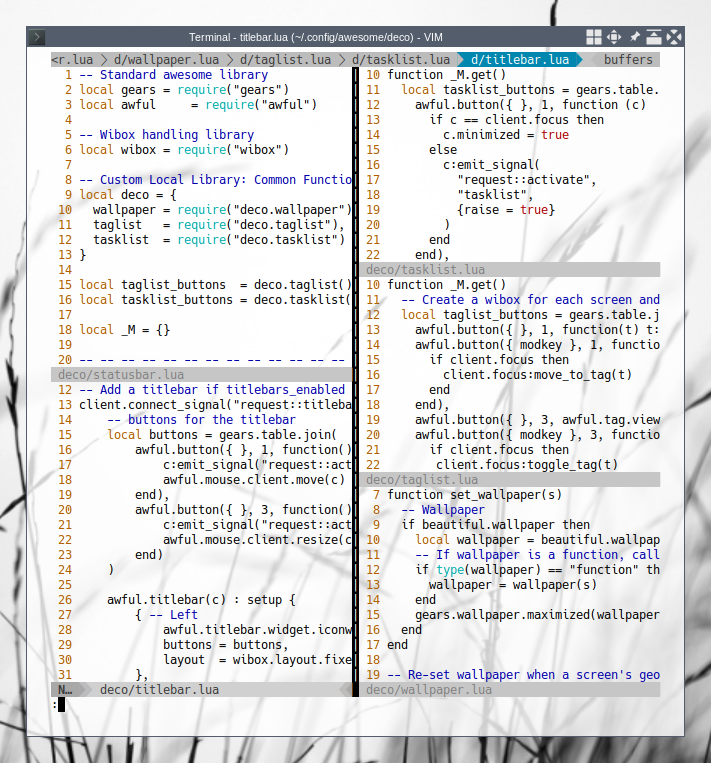 Terminal - titlebar.lua (~/.config/awesome/deco) - VIM
<r.lua d/wallpaper.lua d/taglist.lua d/tasklist.lua d/titlebar.lua buffers
1 -- Standard awesome library
2 local gears = require("gears")
3 local awful     = require("awful")
4
5 -- Wibox handling library
6 local wibox = require("wibox")
7
8 -- Custom Local Library: Common Functio
9 local deco = {
10   wallpaper = require("deco.wallpaper")
11   taglist   = require("deco.taglist"),
12   tasklist  = require("deco.tasklist")
13 }
14
15 local taglist_buttons  = deco.taglist()
16 local tasklist_buttons = deco.tasklist(
17
18 local _M = {}
19
20 -- -- -- -- -- -- -- -- -- -- -- -- --
deco/statusbar.lua
12 -- Add a titlebar if titlebars_enabled
13 client.connect_signal("request::titleba
14     -- buttons for the titlebar
15     local buttons = gears.table.join(
16         awful.button({ }, 1, function()
17             c:emit_signal("request::act
18             awful.mouse.client.move(c)
19         end),
20         awful.button({ }, 3, function()
21             c:emit_signal("request::act
22             awful.mouse.client.resize(c
23         end)
24     )
25
26     awful.titlebar(c) : setup {
27         { -- Left
28             awful.titlebar.widget.iconw
29             buttons = buttons,
30             layout  = wibox.layout.fixe
31         },
N… deco/titlebar.lua
:
10 function _M.get()
11   local tasklist_buttons = gears.table.
12     awful.button({ }, 1, function (c)
13       if c == client.focus then
14         c.minimized = true
15       else
16         c:emit_signal(
17           "request::activate",
18           "tasklist",
19           {raise = true}
20         )
21       end
22     end),
deco/tasklist.lua
10 function _M.get()
11   -- Create a wibox for each screen and
12   local taglist_buttons = gears.table.j
13     awful.button({ }, 1, function(t) t:
14     awful.button({ modkey }, 1, functio
15       if client.focus then
16         client.focus:move_to_tag(t)
17       end
18     end),
19     awful.button({ }, 3, awful.tag.view
20     awful.button({ modkey }, 3, functio
21       if client.focus then
22        client.focus:toggle_tag(t)
deco/taglist.lua
7 function set_wallpaper(s)
8   -- Wallpaper
9   if beautiful.wallpaper then
10     local wallpaper = beautiful.wallpap
11     -- If wallpaper is a function, call
12     if type(wallpaper) == "function" th
13       wallpaper = wallpaper(s)
14     end
15     gears.wallpaper.maximized(wallpaper
16   end
17 end
18
19 -- Re-set wallpaper when a screen's geo
deco/wallpaper.lua